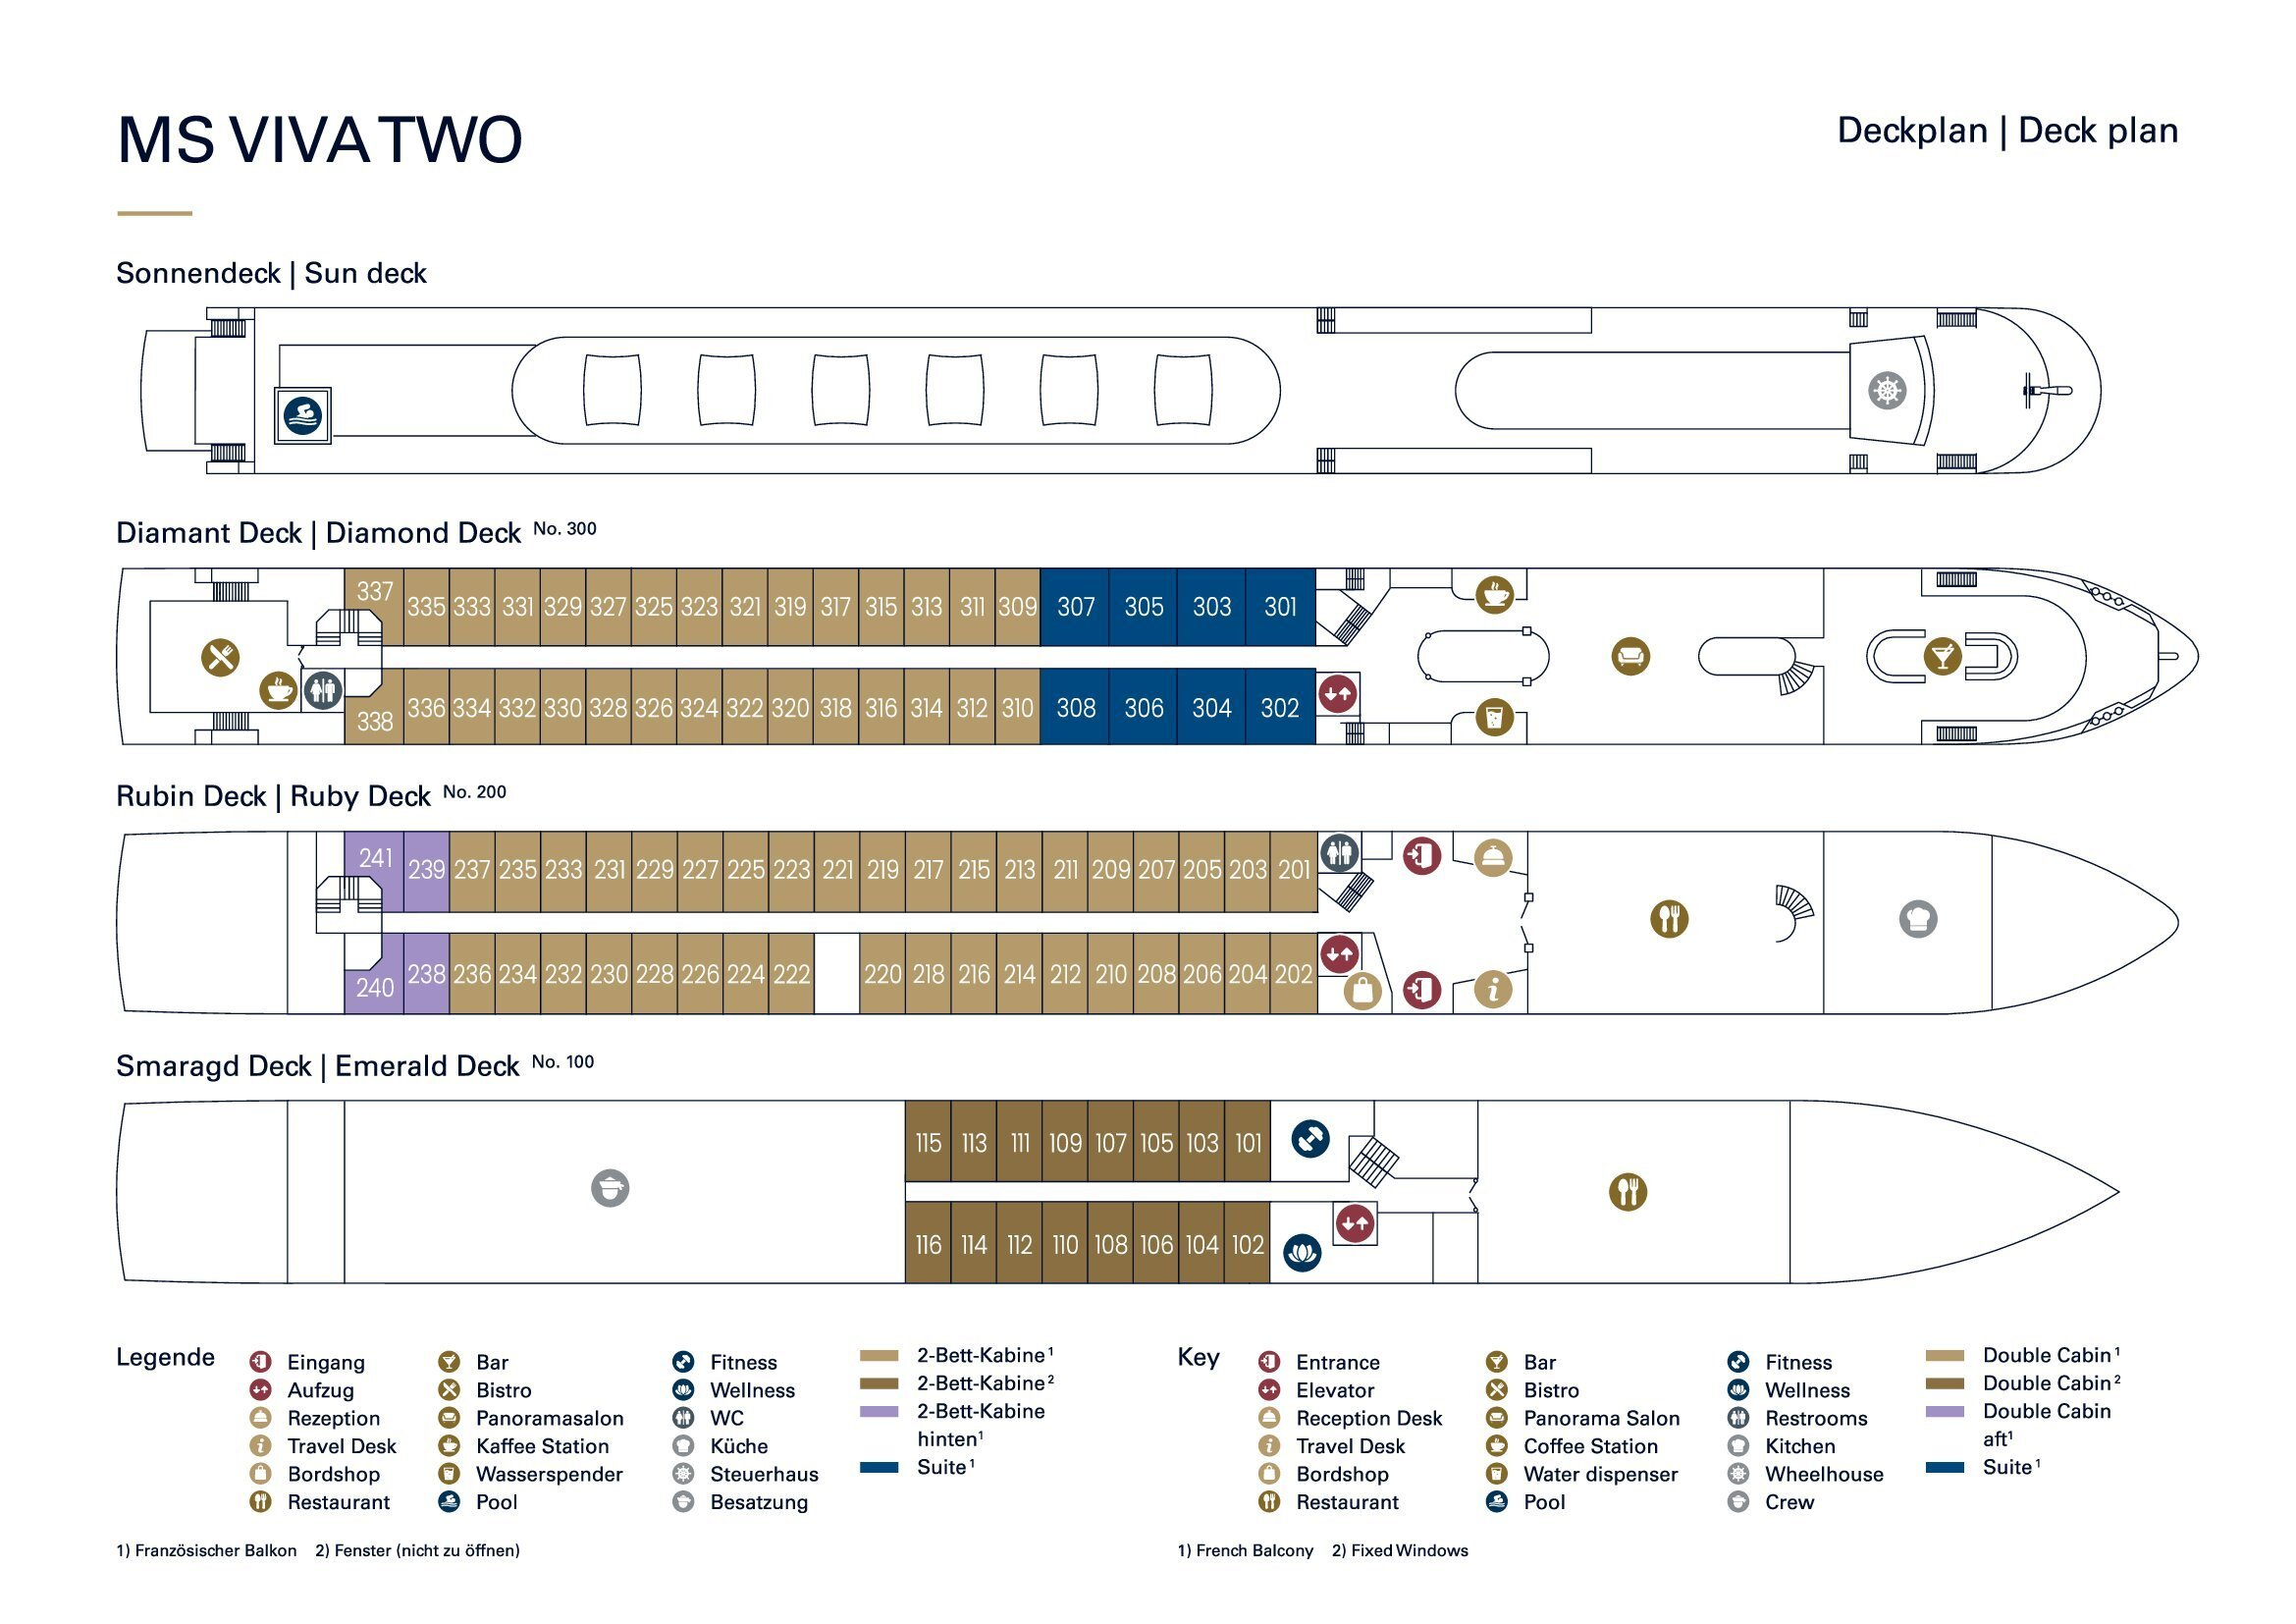 MS VIVA TWO
Deckplan | Deck plan
Sonnendeck | Sun deck
Diamant Deck | Diamond Deck No. 300
337 335 333 331 329 327 325 323 321 319 317 315 313 311 309 307 305 303 301
338 336 334 332 330 328 326 324 322 320 318 316 314 312 310 308 306 304 302
Rubin Deck | Ruby Deck No. 200
241 239 237 235 233 231 229 227 225 223 221 219 217 215 213 211 209 207 205 203 201
240 238 236 234 232 230 228 226 224 222 220 218 216 214 212 210 208 206 204 202
i
Smaragd Deck | Emerald Deck No. 100
115 113 111 109 107 105 103 101
116 114 112 110 108 106 104 102
Legende
Eingang
Aufzug
Rezeption
i Travel Desk
Bordshop
Restaurant
Bar
Bistro
Panoramasalon
Kaffee Station
Wasserspender
Pool
Fitness
Wellness
WC
Küche
Steuerhaus
Besatzung
2-Bett-Kabine¹
2-Bett-Kabine²
2-Bett-Kabine
hinten¹
Suite¹
1) Französischer Balkon 2) Fenster (nicht zu öffnen)
Key
Entrance
Elevator
Reception Desk
i Travel Desk
Bordshop
Restaurant
Bar
Bistro
Panorama Salon
Coffee Station
Water dispenser
Pool
Fitness
Wellness
Restrooms
Kitchen
Wheelhouse
Crew
Double Cabin¹
Double Cabin²
Double Cabin
aft¹
Suite¹
1) French Balcony 2) Fixed Windows